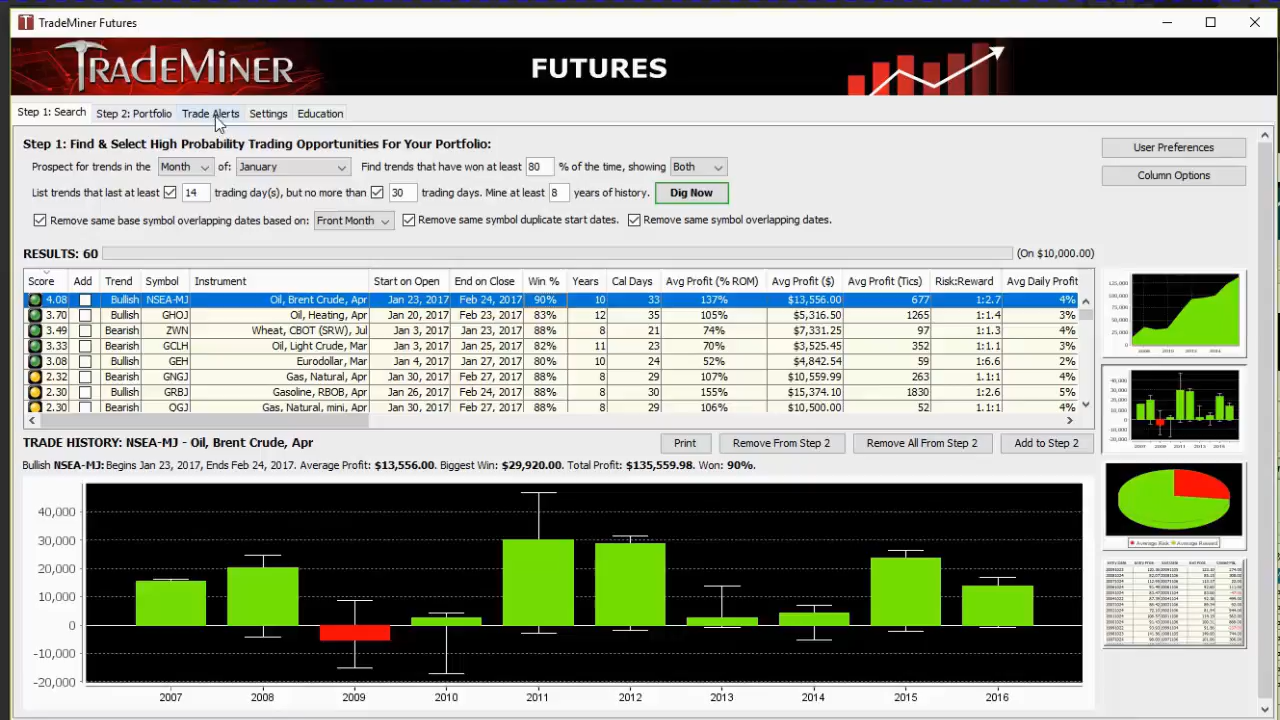 TradeMiner Futures
TRADEMINER
FUTURES
Step 1: Search Step 2: Portfolio Trade Alerts Settings Education
Step 1: Find & Select High Probability Trading Opportunities For Your Portfolio:
User Preferences
Prospect for trends in the Month of: January Find trends that have won at least 80 % of the time, showing Both
Column Options
List trends that last at least 14 trading day(s), but no more than 30 trading days. Mine at least 8 years of history. Dig Now
Remove same base symbol overlapping dates based on: Front Month Remove same symbol duplicate start dates. Remove same symbol overlapping dates.
RESULTS: 60 (On $10,000.00)
Score Add Trend Symbol Instrument Start on Open End on Close Win % Years Cal Days Avg Profit (% ROM) Avg Profit ($) Avg Profit (Tics) Risk:Reward Avg Daily Profit
4.08 Bullish NSEA-MJ Oil, Brent Crude, Apr Jan 23, 2017 Feb 24, 2017 90% 10 33 137% $13,556.00 677 1:2.7 4%
3.70 Bullish GHOJ Oil, Heating, Apr Jan 20, 2017 Feb 23, 2017 83% 12 35 105% $5,316.50 1265 1:1.4 3%
3.49 Bearish ZWN Wheat, CBOT (SRW), Jul Jan 3, 2017 Jan 23, 2017 88% 8 21 74% $7,331.25 97 1:1.3 4%
3.33 Bearish GCLH Oil, Light Crude, Mar Jan 3, 2017 Jan 25, 2017 82% 11 23 70% $3,525.45 352 1:1.1 3%
3.08 Bullish GEH Eurodollar, Mar Jan 4, 2017 Jan 27, 2017 80% 10 24 52% $4,842.54 59 1:6.6 2%
2.32 Bearish GNGJ Gas, Natural, Apr Jan 30, 2017 Feb 27, 2017 88% 8 29 107% $10,559.99 263 1.1:1 4%
2.30 Bullish GRBJ Gasoline, RBOB, Apr Jan 26, 2017 Feb 24, 2017 88% 8 30 155% $15,374.10 1830 1:2.6 5%
2.30 Bearish QGJ Gas, Natural, mini, Apr Jan 30, 2017 Feb 27, 2017 88% 8 29 106% $10,500.00 52 1.1:1 4%
TRADE HISTORY: NSEA-MJ - Oil, Brent Crude, Apr Print Remove From Step 2 Remove All From Step 2 Add to Step 2
Bullish NSEA-MJ: Begins Jan 23, 2017, Ends Feb 24, 2017. Average Profit: $13,556.00. Biggest Win: $29,920.00. Total Profit: $135,559.98. Won: 90%.
40,000
30,000
20,000
10,000
0
-10,000
-20,000
2007 2008 2009 2010 2011 2012 2013 2014 2015 2016
Average Risk Average Reward